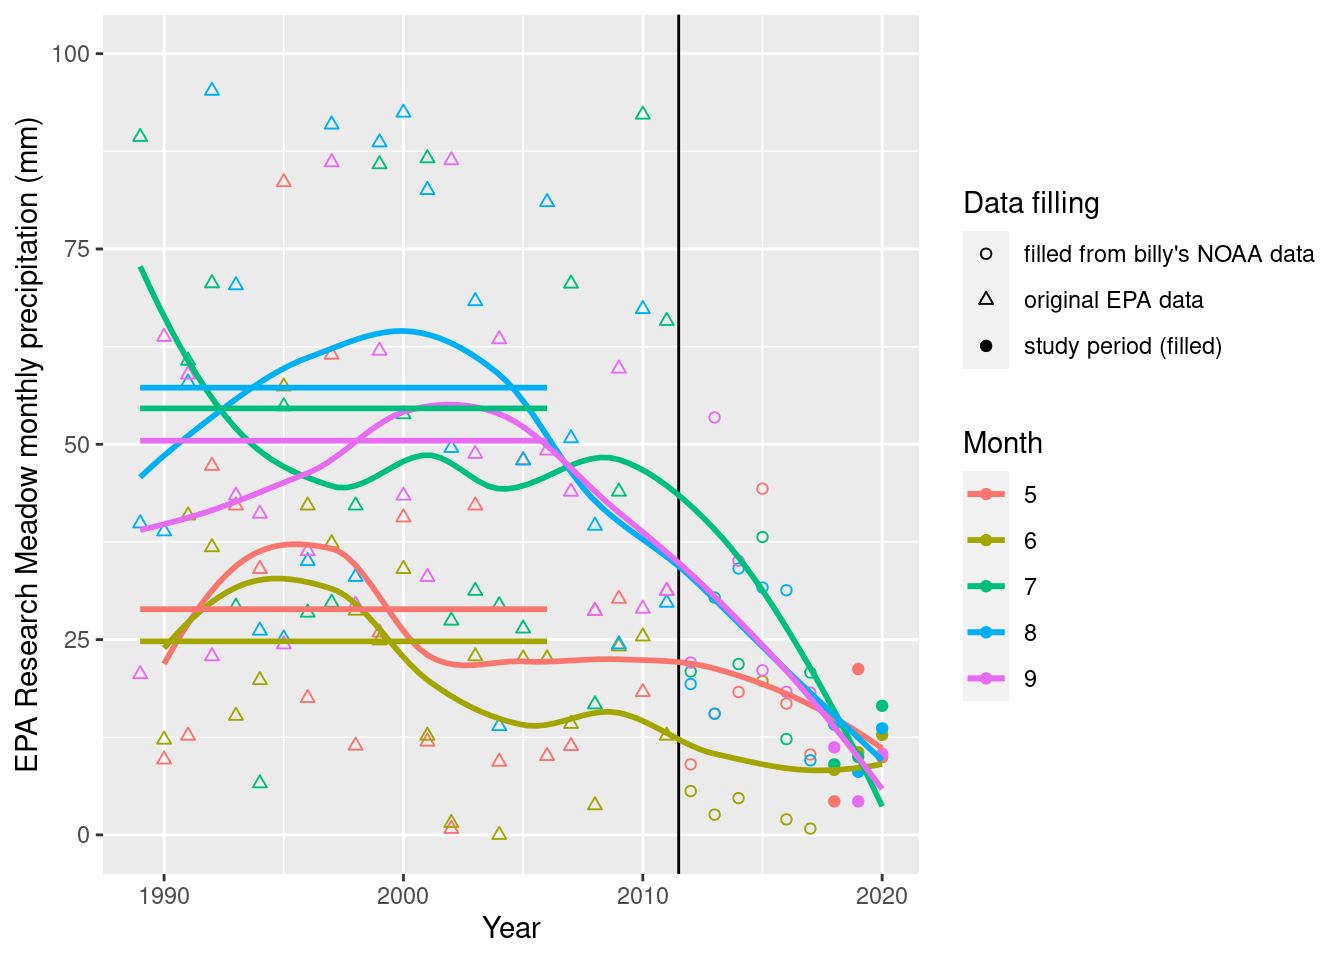 EPA Research Meadow monthly precipitation (mm)
100
75
50
25
0
1990
2000
2010
2020
Year
Data filling
filled from billy's NOAA data
original EPA data
study period (filled)
Month
5
6
7
8
9